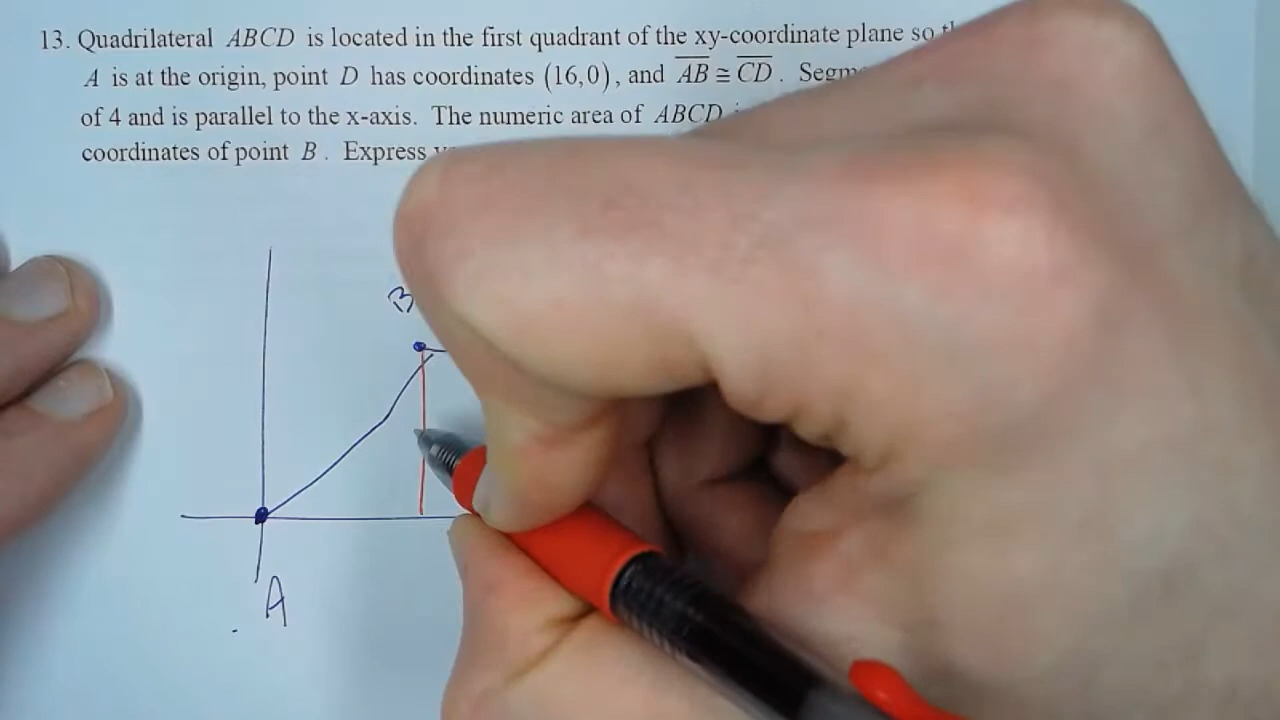 13. Quadrilateral ABCD is located in the first quadrant of the xy-coordinate plane so
A is at the origin, point D has coordinates (16,0), and AB ≅ CD.
of 4 and is parallel to the x-axis. The numeric area of ABCD
coordinates of point B. Express
B
A